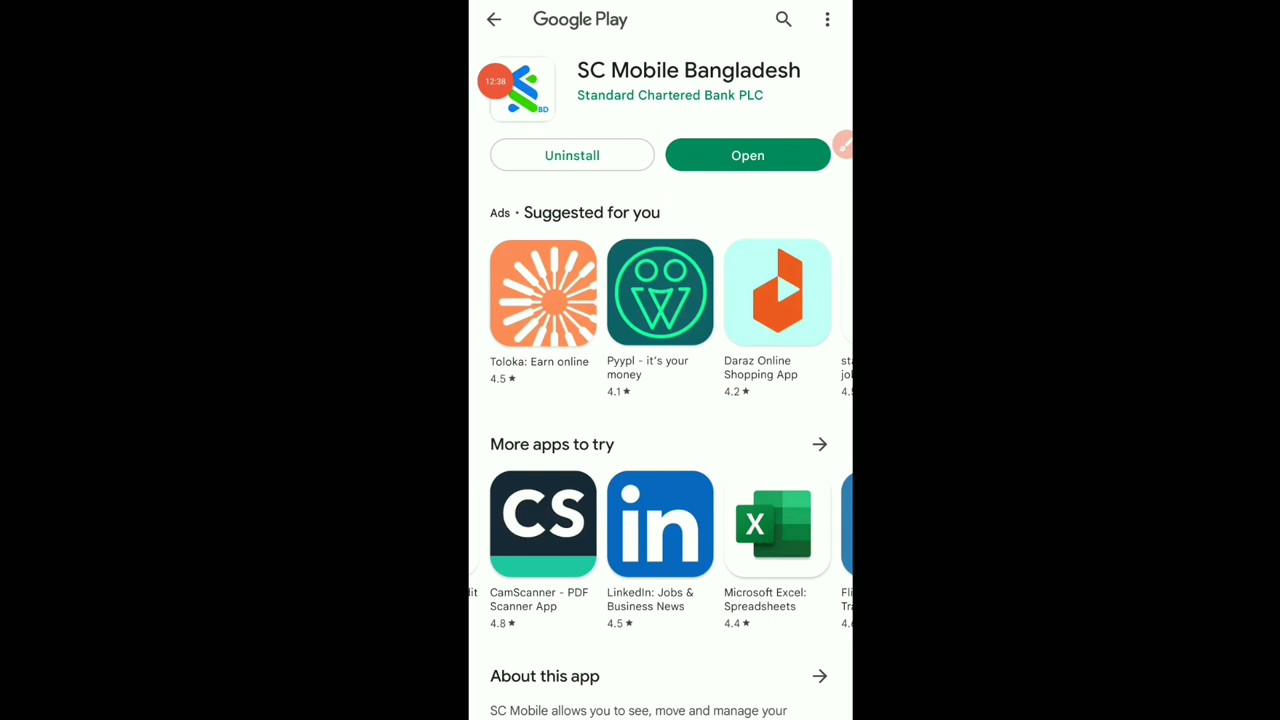 Google Play
SC Mobile Bangladesh
12:38
BD
Standard Chartered Bank PLC
Uninstall
Open
Ads • Suggested for you
Toloka: Earn online
4.5 ★
Pyypl - it's your
money
4.1 ★
Daraz Online
Shopping App
4.2 ★
More apps to try
CS
in
X
CamScanner - PDF
Scanner App
4.8 ★
LinkedIn: Jobs &
Business News
4.5 ★
Microsoft Excel:
Spreadsheets
4.4 ★
About this app
SC Mobile allows you to see, move and manage your